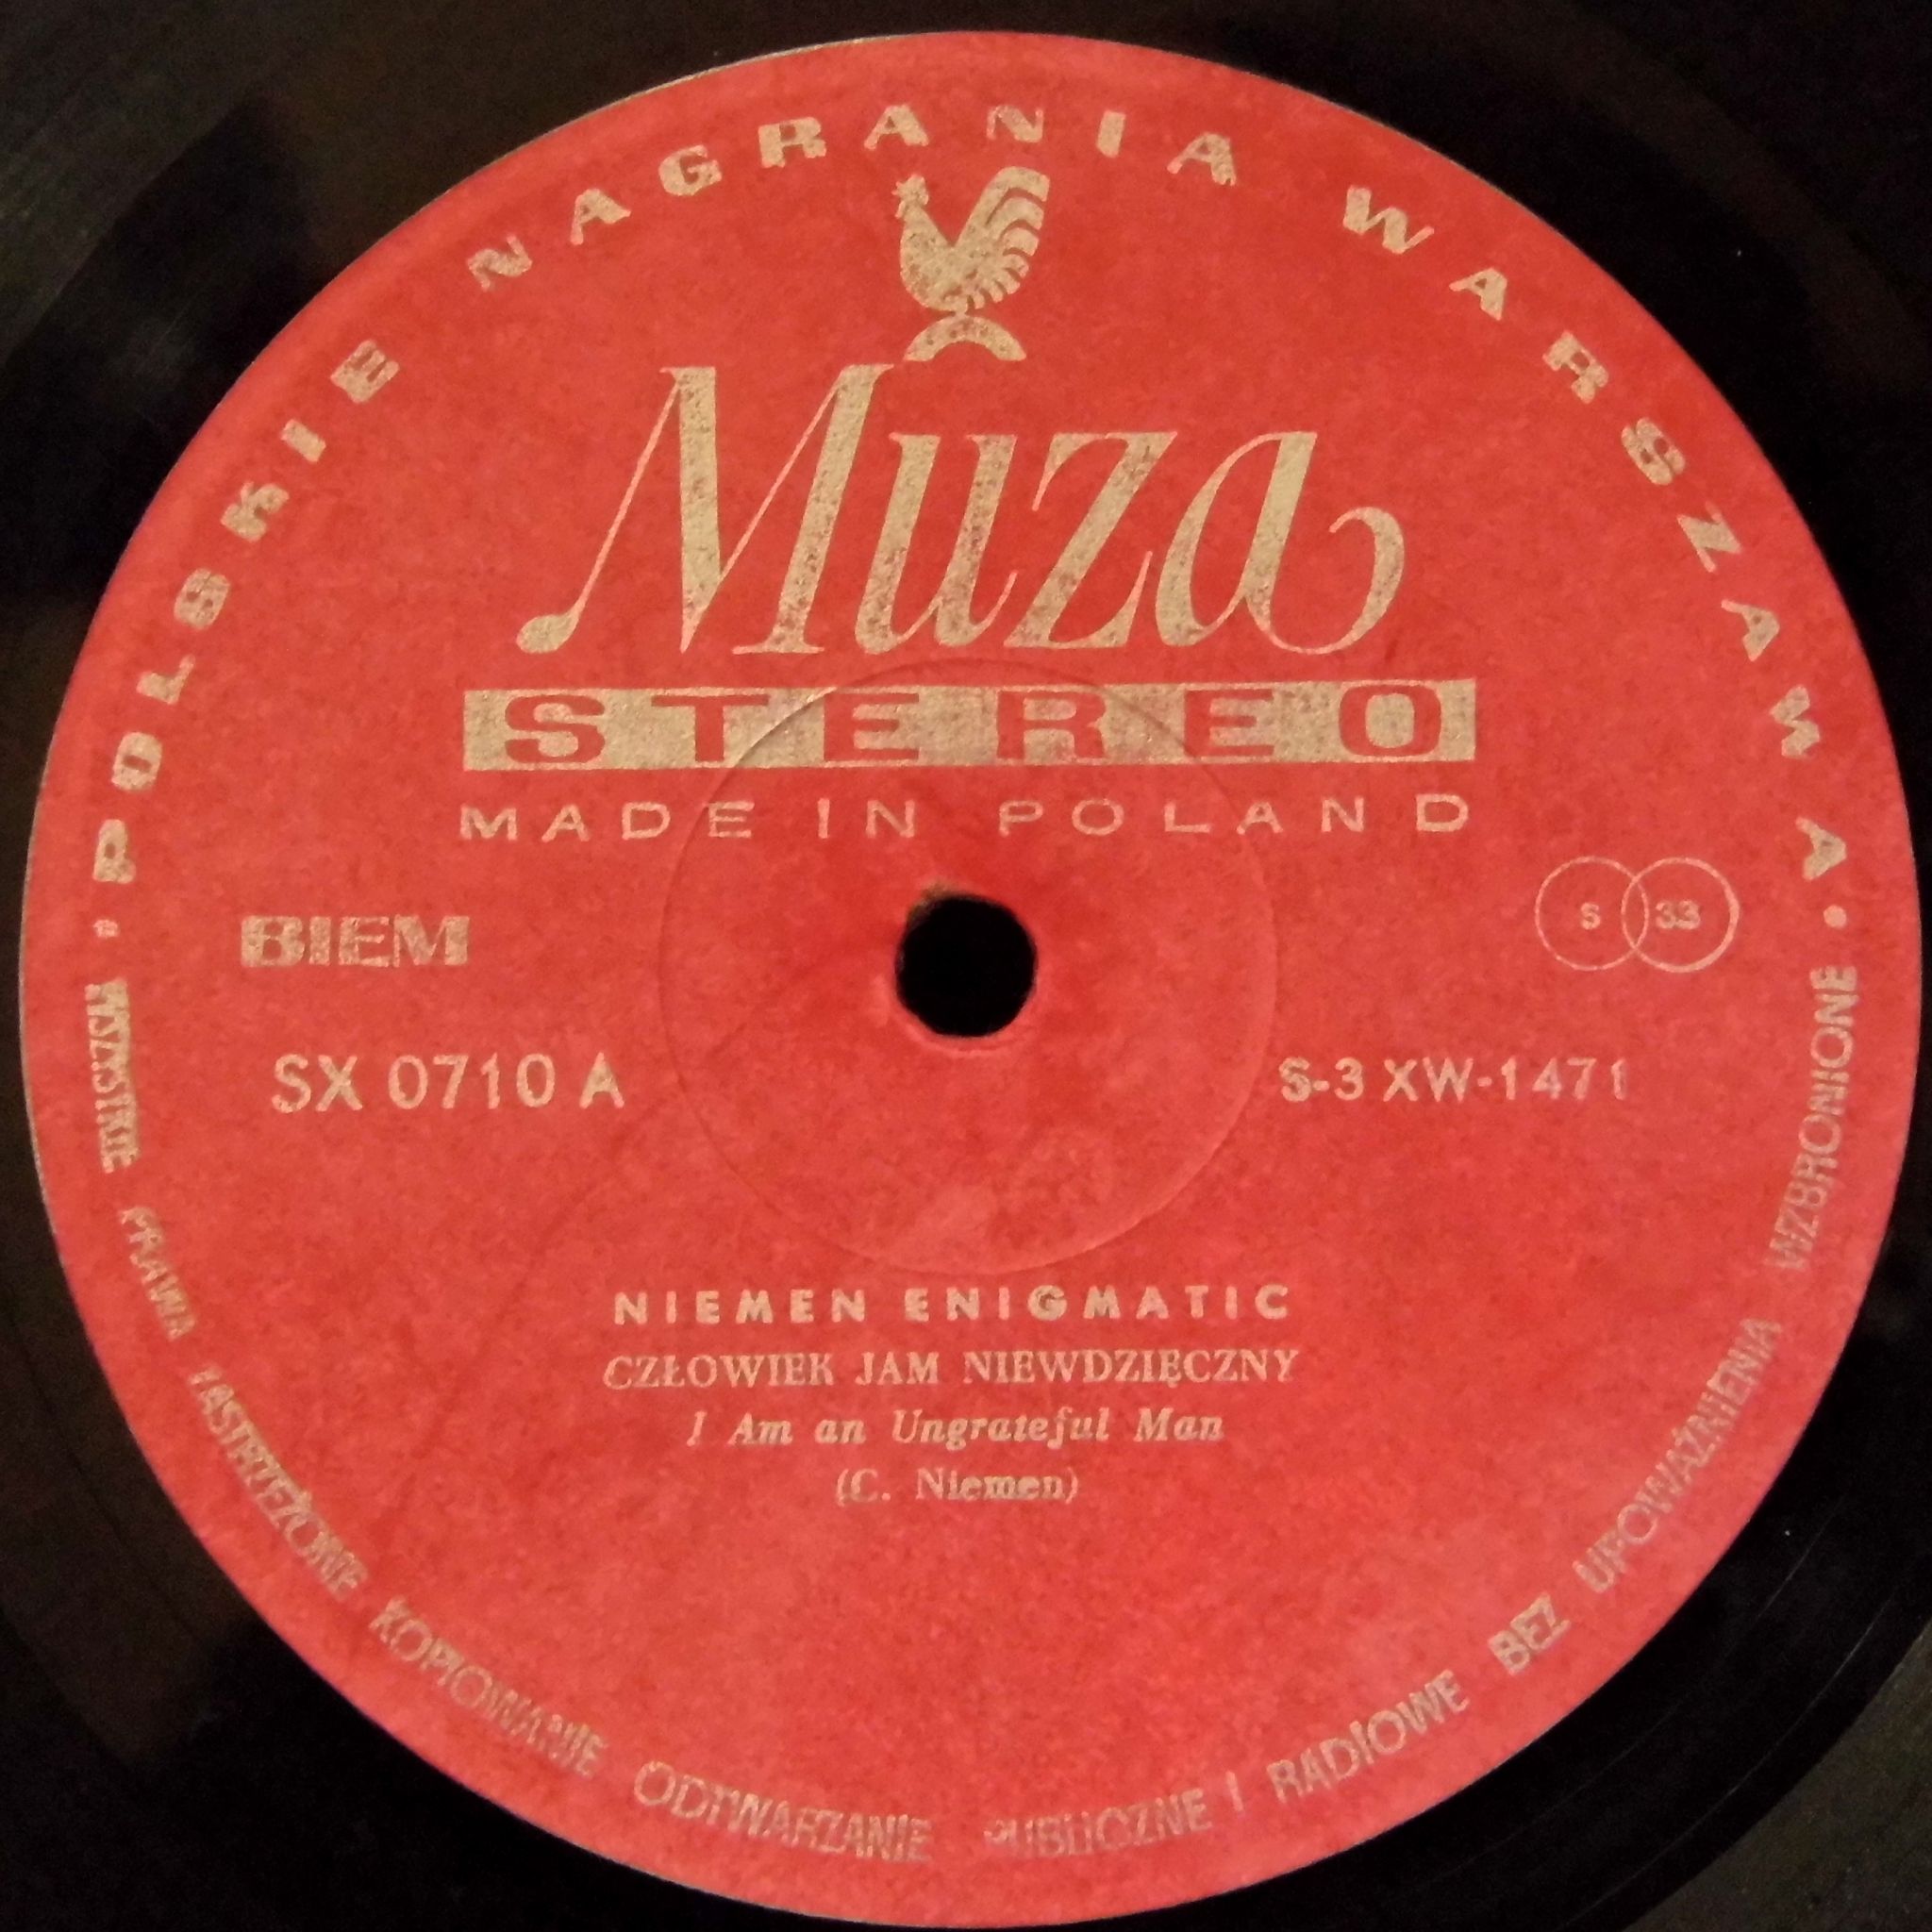 • POLSKIE NAGRANIA WARSZAWA •
Muza
STEREO
MADE IN POLAND
BIEM
S 33
SX 0710 A
S-3 XW-1471
NIEMEN ENIGMATIC
CZŁOWIEK JAM NIEWDZIĘCZNY
I Am an Ungrateful Man
(C. Niemen)
WSZYSTKIE PRAWA ZASTRZEŻONE KOPIOWANIE ODTWARZANIE PUBLICZNE I RADIOWE BEZ UPOWAŻNIENIA WZBRONIONE